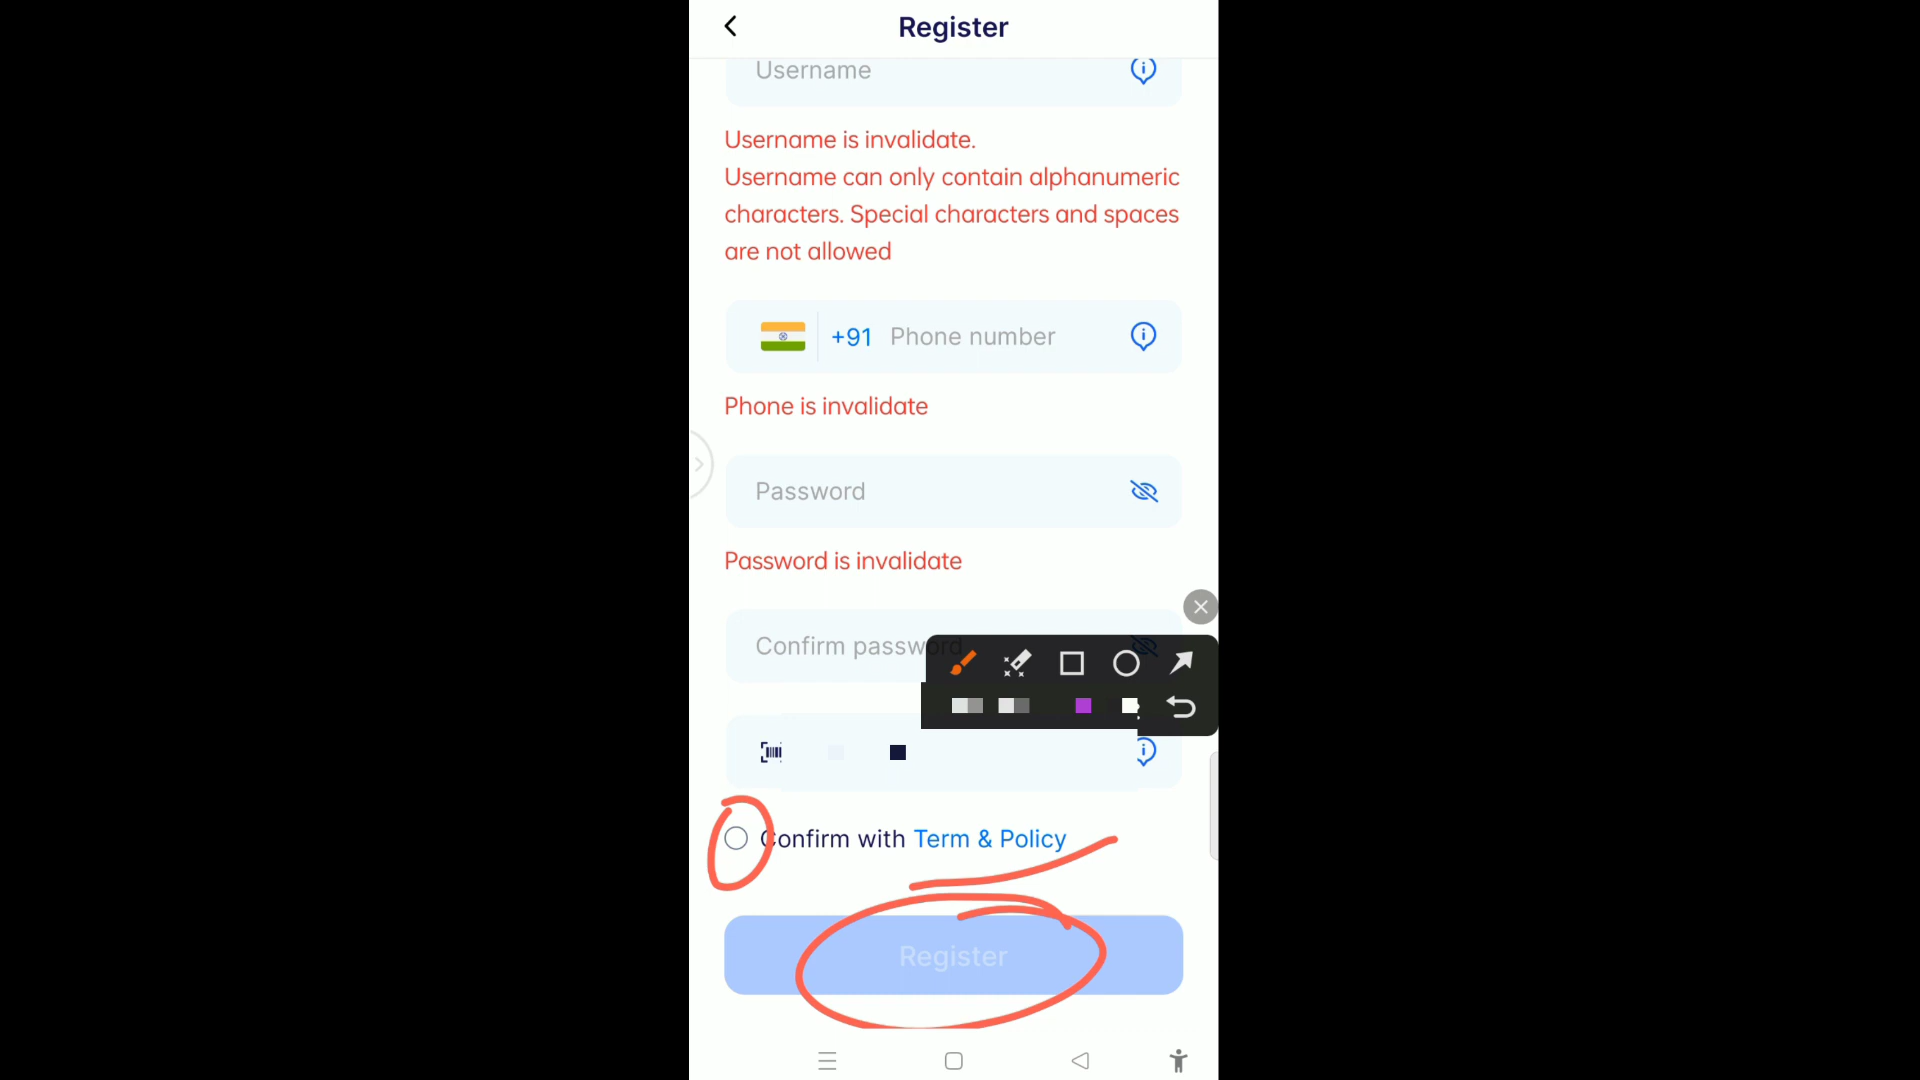 Register
Username
Username is invalidate.
Username can only contain alphanumeric
characters. Special characters and spaces
are not allowed
+91 Phone number
Phone is invalidate
Password
Password is invalidate
Confirm password
Confirm with Term & Policy
Register